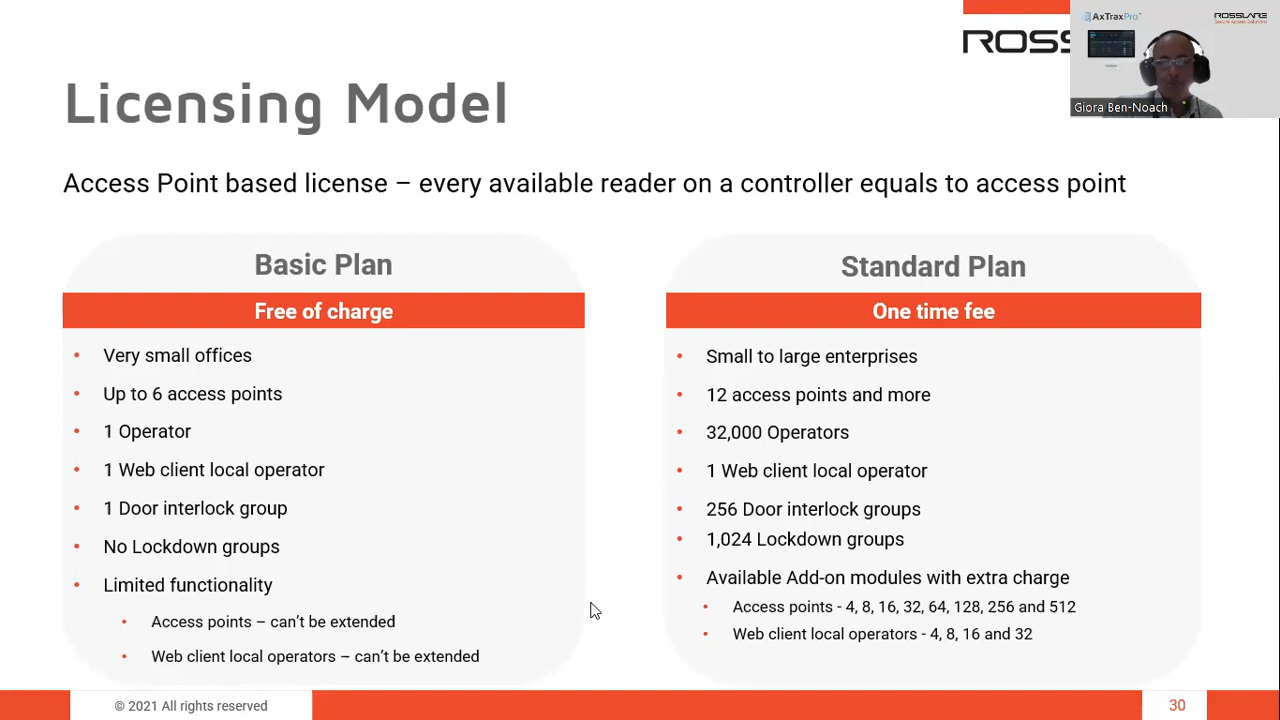 ROSS
AxTraxPro™
ROSSLARE
Secure Access Solutions
Giora Ben-Noach
Licensing Model
Access Point based license – every available reader on a controller equals to access point
Basic Plan
Free of charge
• Very small offices
• Up to 6 access points
• 1 Operator
• 1 Web client local operator
• 1 Door interlock group
• No Lockdown groups
• Limited functionality
• Access points – can't be extended
• Web client local operators – can't be extended
Standard Plan
One time fee
• Small to large enterprises
• 12 access points and more
• 32,000 Operators
• 1 Web client local operator
• 256 Door interlock groups
• 1,024 Lockdown groups
• Available Add-on modules with extra charge
• Access points - 4, 8, 16, 32, 64, 128, 256 and 512
• Web client local operators - 4, 8, 16 and 32
© 2021 All rights reserved
30